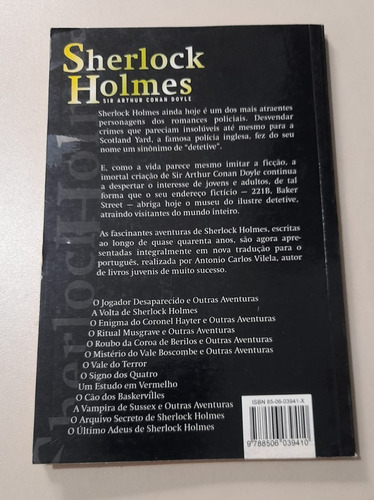 Sherlock
Holmes
SIR ARTHUR CONAN DOYLE
Sherlock Holmes ainda hoje é um dos mais atraentes
personagens dos romances policiais. Desvendar
crimes que pareciam insolúveis até mesmo para a
Scotland Yard, a famosa polícia inglesa, fez do seu
nome um sinônimo de "detetive".
E, como a vida parece mesmo imitar a ficção, a
imortal criação de Sir Arthur Conan Doyle continua
a despertar o interesse de jovens e adultos, de tal
forma que o seu endereço fictício — 221B, Baker
Street — abriga hoje o museu do ilustre detetive,
atraindo visitantes do mundo inteiro.
As fascinantes aventuras de Sherlock Holmes, escritas
ao longo de quase quarenta anos, são agora apre-
sentadas integralmente em nova tradução para o
português, realizada por Antonio Carlos Vilela, autor
de livros juvenis de muito sucesso.
O Jogador Desaparecido e Outras Aventuras
A Volta de Sherlock Holmes
O Enigma do Coronel Hayter e Outras Aventuras
O Ritual Musgrave e Outras Aventuras
O Roubo da Coroa de Berilos e Outras Aventuras
O Mistério do Vale Boscombe e Outras Aventuras
O Vale do Terror
O Signo dos Quatro
Um Estudo em Vermelho
O Cão dos Baskervilles
A Vampira de Sussex e Outras Aventuras
O Arquivo Secreto de Sherlock Holmes
O Último Adeus de Sherlock Holmes
ISBN 85-06-03941-X
9788506039410
Sherlock Holmes